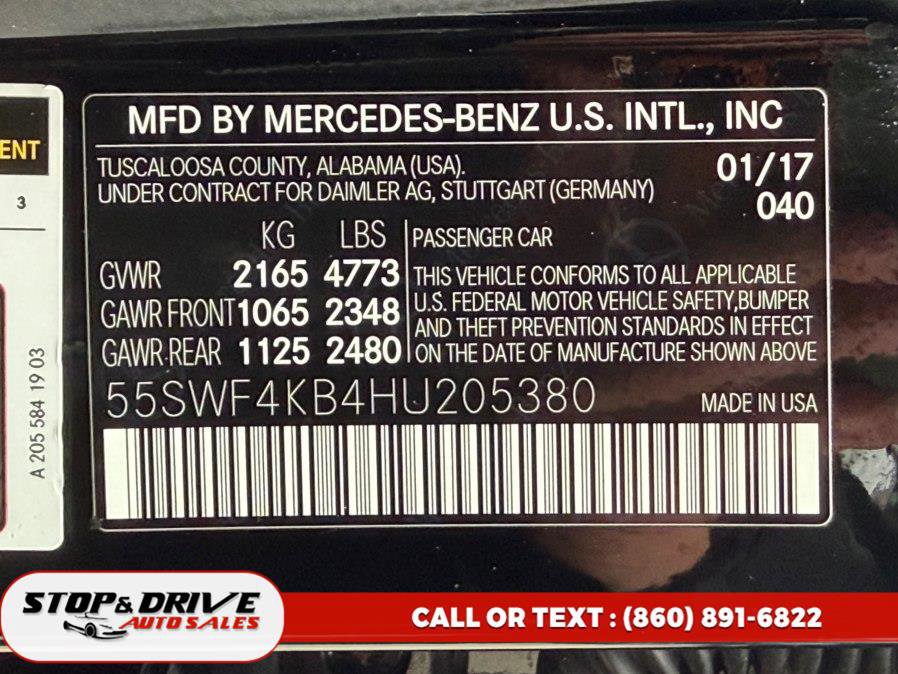 ENT
3
A 205 584 19 03
MFD BY MERCEDES-BENZ U.S. INTL., INC
TUSCALOOSA COUNTY, ALABAMA (USA). 01/17
UNDER CONTRACT FOR DAIMLER AG, STUTTGART (GERMANY) 040
KG LBS
GVWR 2165 4773
GAWR FRONT 1065 2348
GAWR REAR 1125 2480
PASSENGER CAR
THIS VEHICLE CONFORMS TO ALL APPLICABLE
U.S. FEDERAL MOTOR VEHICLE SAFETY,BUMPER
AND THEFT PREVENTION STANDARDS IN EFFECT
ON THE DATE OF MANUFACTURE SHOWN ABOVE
55SWF4KB4HU205380 MADE IN USA
STOP & DRIVE
AUTO SALES
CALL OR TEXT : (860) 891-6822